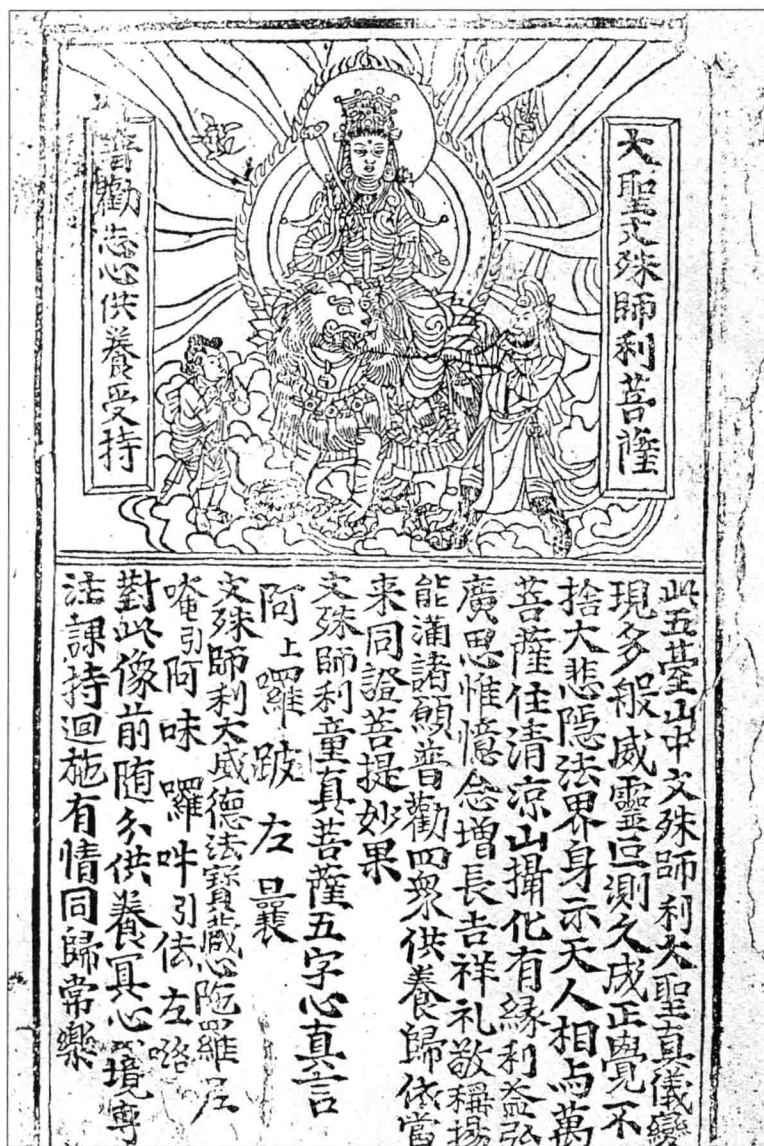 大聖文殊師利菩薩
普勸志心供養受持
此五臺山中文殊師利大聖真儀變
現多般威靈叵測久成正覺不
捨大悲隱法界身示天人相與萬
菩薩住清涼山攝化有緣利益弘
廣思惟憶念增長吉祥礼敬稱揚
能滿諸願普勸四衆供養歸依當
来同證菩提妙果
文殊師利童真菩薩五字心真言
阿上囉 跛 左 曩
文殊師利大威德法寶藏心陁羅尼
唵引阿味囉吽引佉左嚕
對此像前随分供養冥心一境專
注課持迴施有情同歸常樂